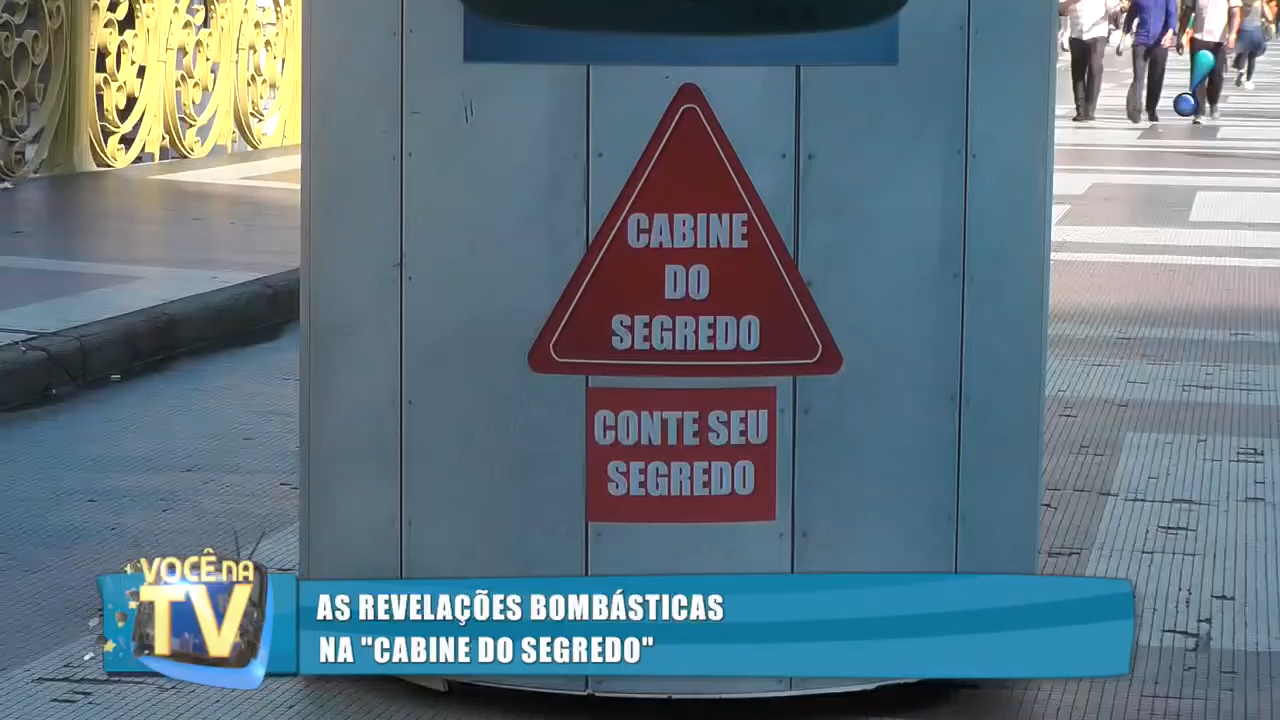 CABINE
DO
SEGREDO
CONTE SEU
SEGREDO
VOCÊ NA
TV
AS REVELAÇÕES BOMBÁSTICAS
NA "CABINE DO SEGREDO"